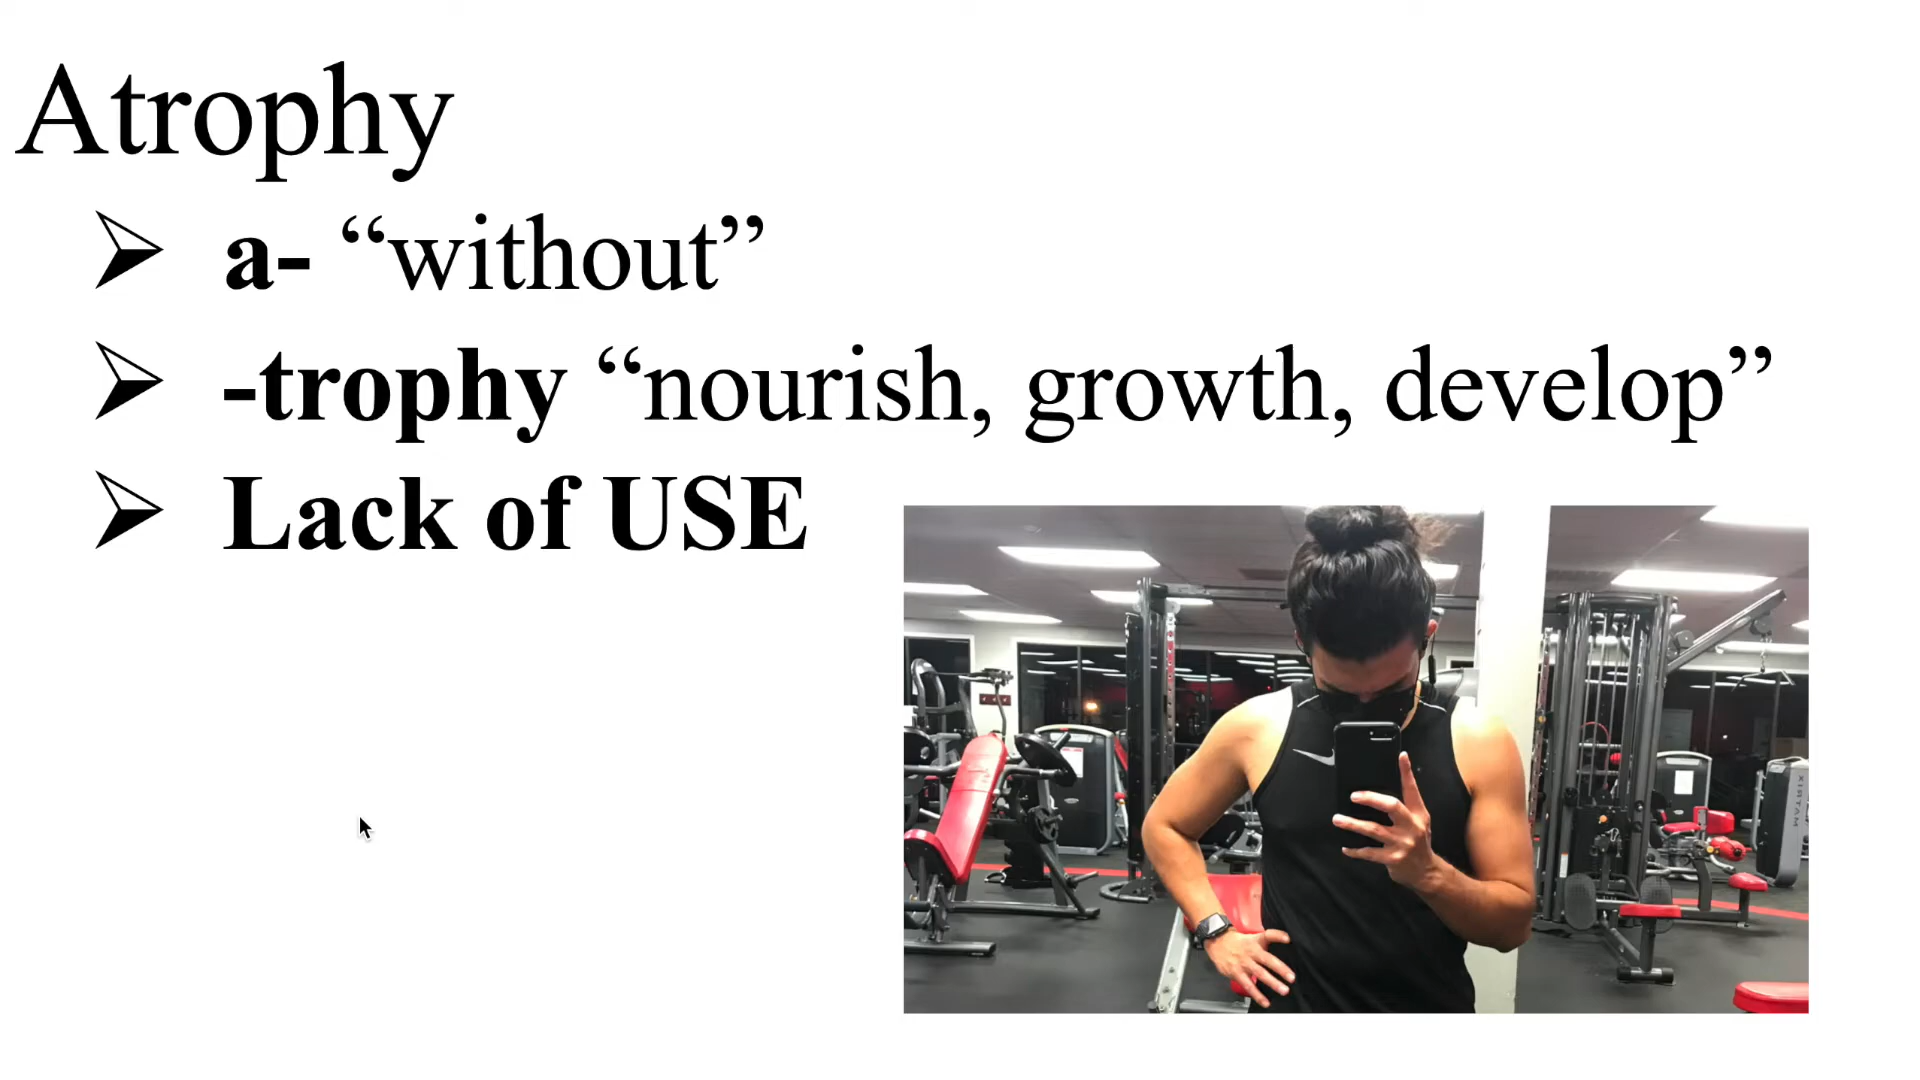 Atrophy
➢ a- “without”
➢ -trophy “nourish, growth, develop”
➢ Lack of USE